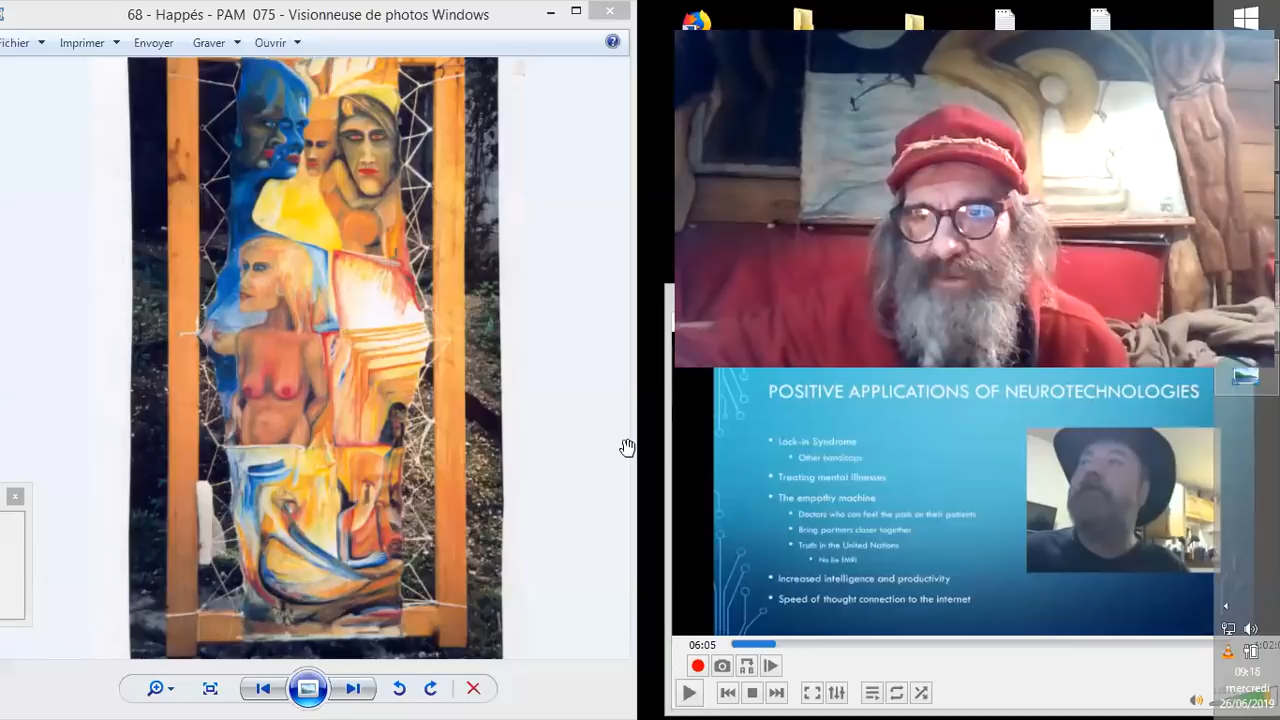 68 - Happés - PAM 075 - Visionneuse de photos Windows
Fichier Imprimer Envoyer Graver Ouvrir
POSITIVE APPLICATIONS OF NEUROTECHNOLOGIES
Lock-in Syndrome
Other handicaps
Treating mental illnesses
The empathy machine
Doctors who can feel the pain on their patients
Bring partners closer together
Truth in the United Nations
No lie fMRI
Increased intelligence and productivity
Speed of thought connection to the internet
06:05
A B
09:15
mercredi
26/06/2019